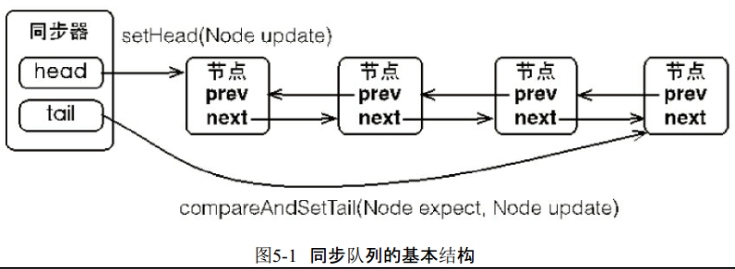 同步器
setHead(Node update)
head
tail
节点
prev
next
节点
prev
next
节点
prev
next
节点
prev
next
compareAndSetTail(Node expect, Node update)
图5-1 同步队列的基本结构